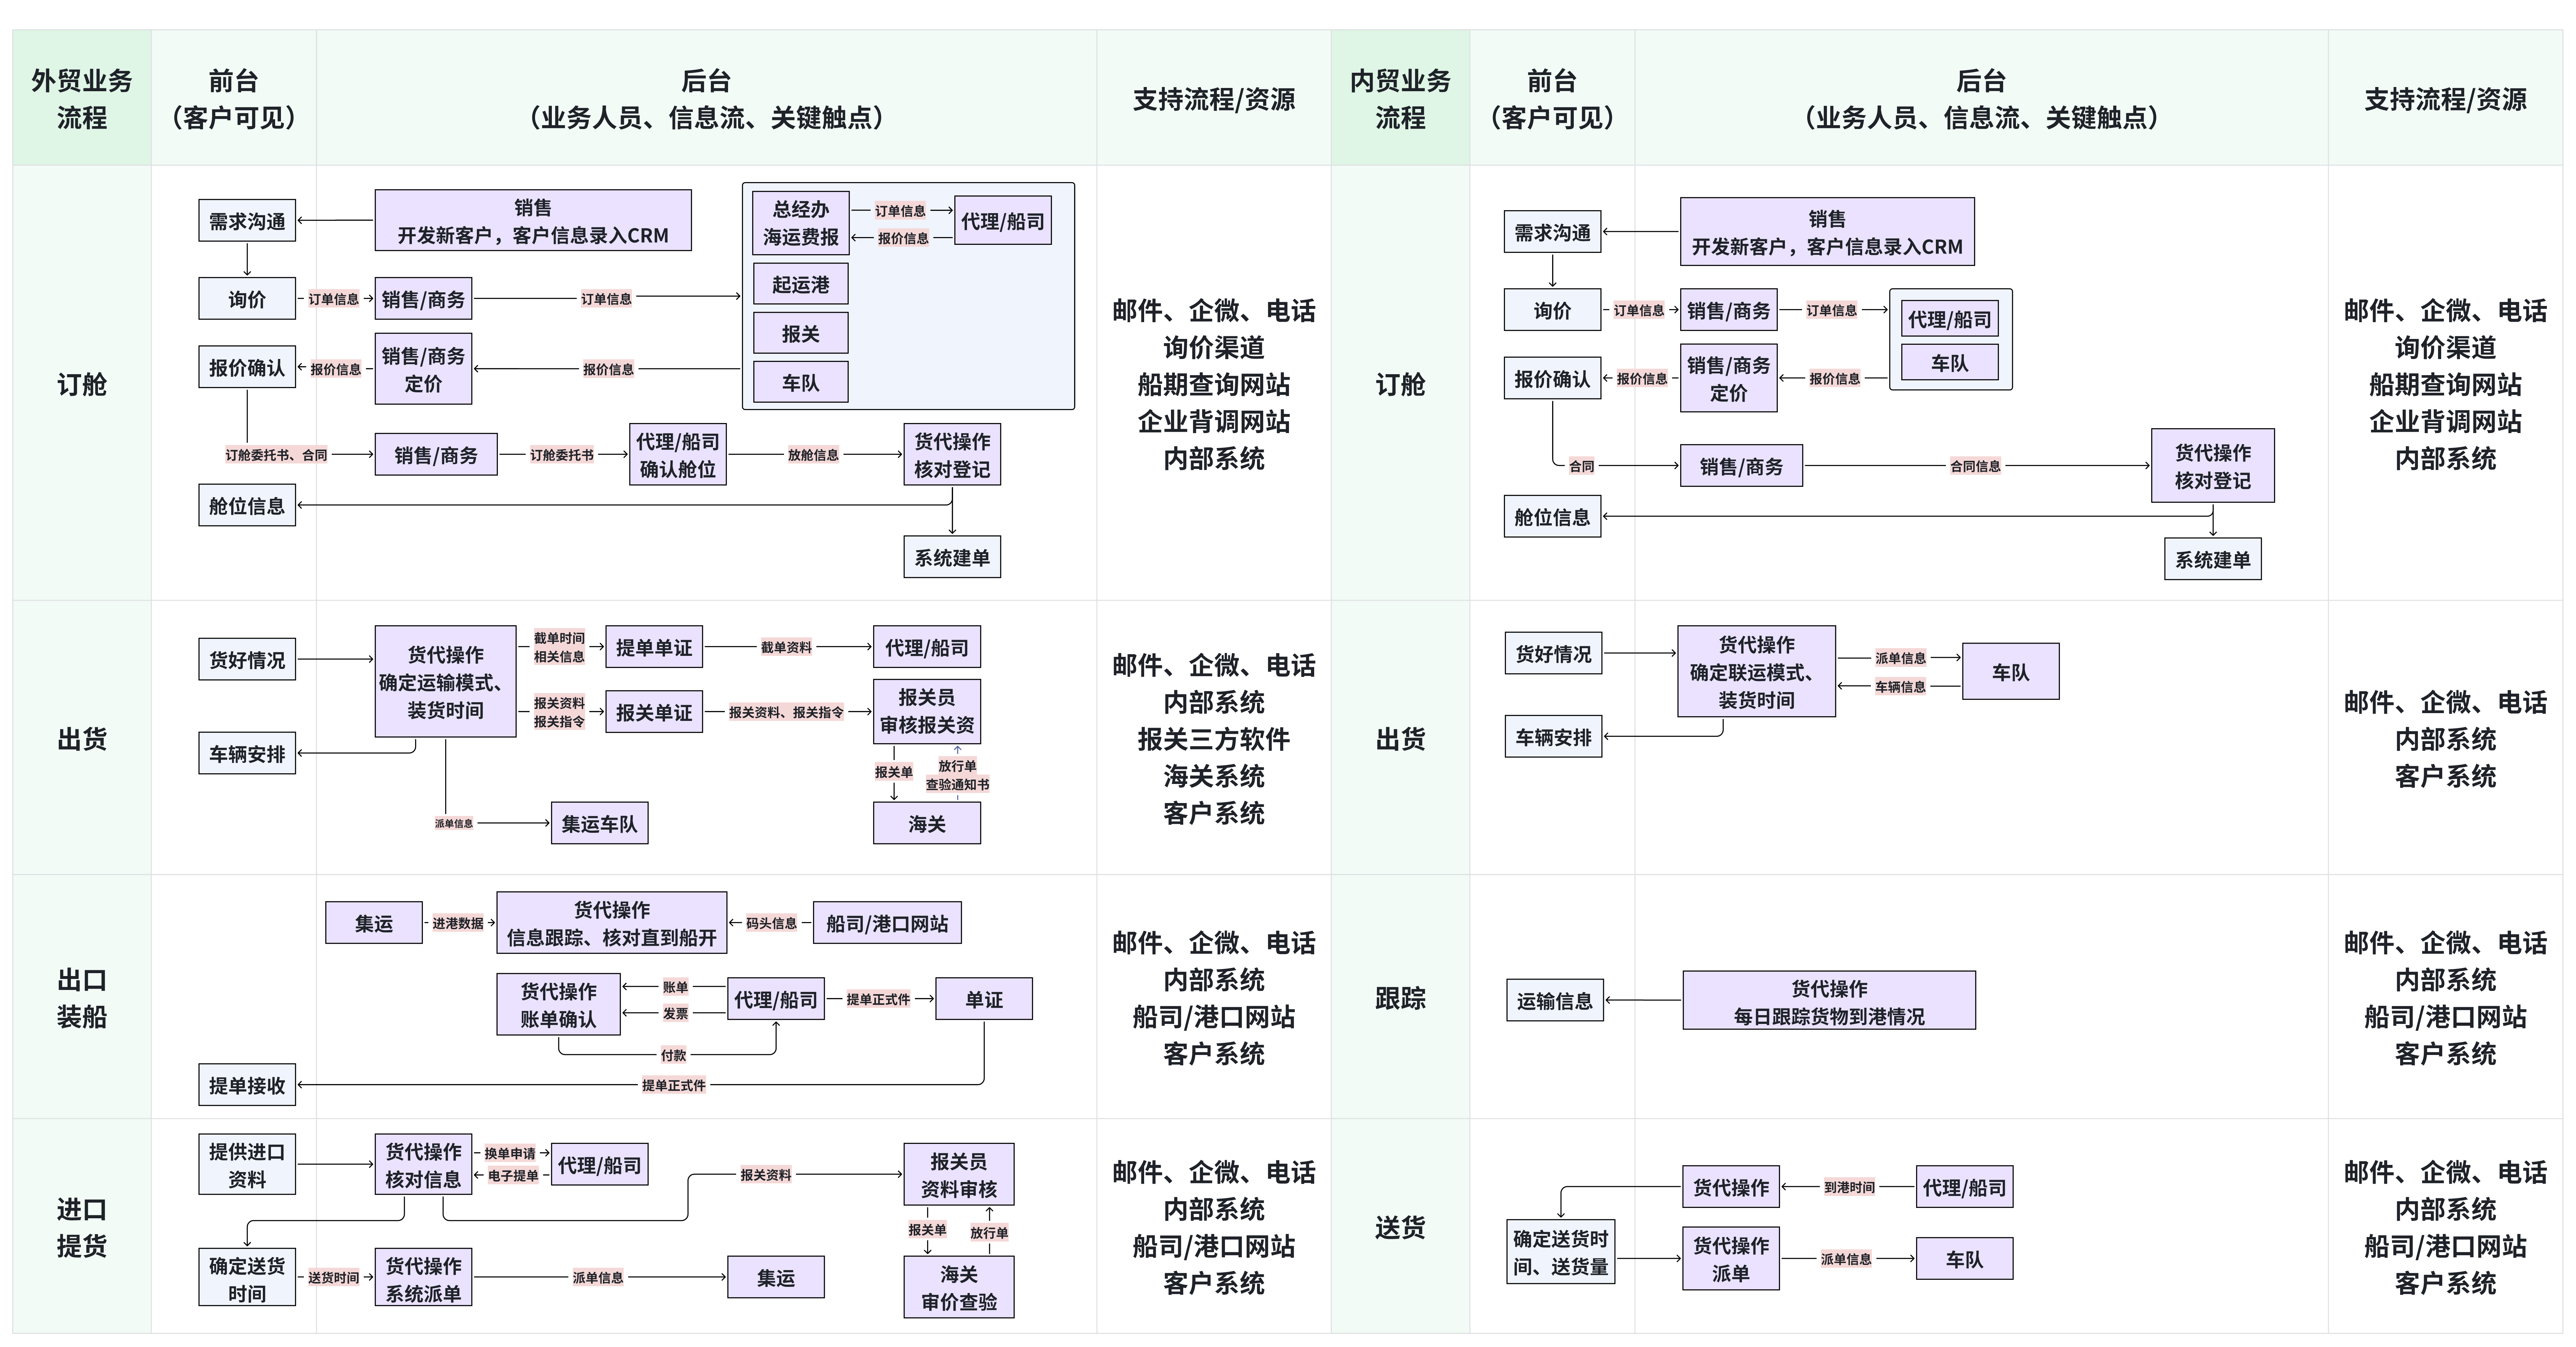 外贸业务
流程
前台
（客户可见）
后台
（业务人员、信息流、关键触点）
支持流程/资源
内贸业务
流程
前台
（客户可见）
后台
（业务人员、信息流、关键触点）
支持流程/资源
订舱
需求沟通
销售
开发新客户，客户信息录入CRM
询价
订单信息
销售/商务
订单信息
总经办
海运费报
订单信息
报价信息
代理/船司
起运港
报关
车队
报价确认
报价信息
销售/商务
定价
报价信息
订舱委托书、合同
销售/商务
订舱委托书
代理/船司
确认舱位
放舱信息
货代操作
核对登记
舱位信息
系统建单
邮件、企微、电话
询价渠道
船期查询网站
企业背调网站
内部系统
订舱
需求沟通
销售
开发新客户，客户信息录入CRM
询价
订单信息
销售/商务
订单信息
代理/船司
车队
报价确认
报价信息
销售/商务
定价
报价信息
合同
销售/商务
合同信息
货代操作
核对登记
舱位信息
系统建单
邮件、企微、电话
询价渠道
船期查询网站
企业背调网站
内部系统
出货
货好情况
货代操作
确定运输模式、
装货时间
截单时间
相关信息
提单单证
截单资料
代理/船司
报关资料
报关指令
报关单证
报关资料、报关指令
报关员
审核报关资
车辆安排
报关单
放行单
查验通知书
派单信息
集运车队
海关
邮件、企微、电话
内部系统
报关三方软件
海关系统
客户系统
出货
货好情况
货代操作
确定联运模式、
装货时间
派单信息
车辆信息
车队
车辆安排
邮件、企微、电话
内部系统
客户系统
出口
装船
集运
进港数据
货代操作
信息跟踪、核对直到船开
码头信息
船司/港口网站
货代操作
账单确认
账单
发票
代理/船司
提单正式件
单证
付款
提单接收
提单正式件
邮件、企微、电话
内部系统
船司/港口网站
客户系统
跟踪
运输信息
货代操作
每日跟踪货物到港情况
邮件、企微、电话
内部系统
船司/港口网站
客户系统
进口
提货
提供进口
资料
货代操作
核对信息
换单申请
电子提单
代理/船司
报关资料
报关员
资料审核
报关单
放行单
确定送货
时间
送货时间
货代操作
系统派单
派单信息
集运
海关
审价查验
邮件、企微、电话
内部系统
船司/港口网站
客户系统
送货
货代操作
到港时间
代理/船司
确定送货时
间、送货量
货代操作
派单
派单信息
车队
邮件、企微、电话
内部系统
船司/港口网站
客户系统